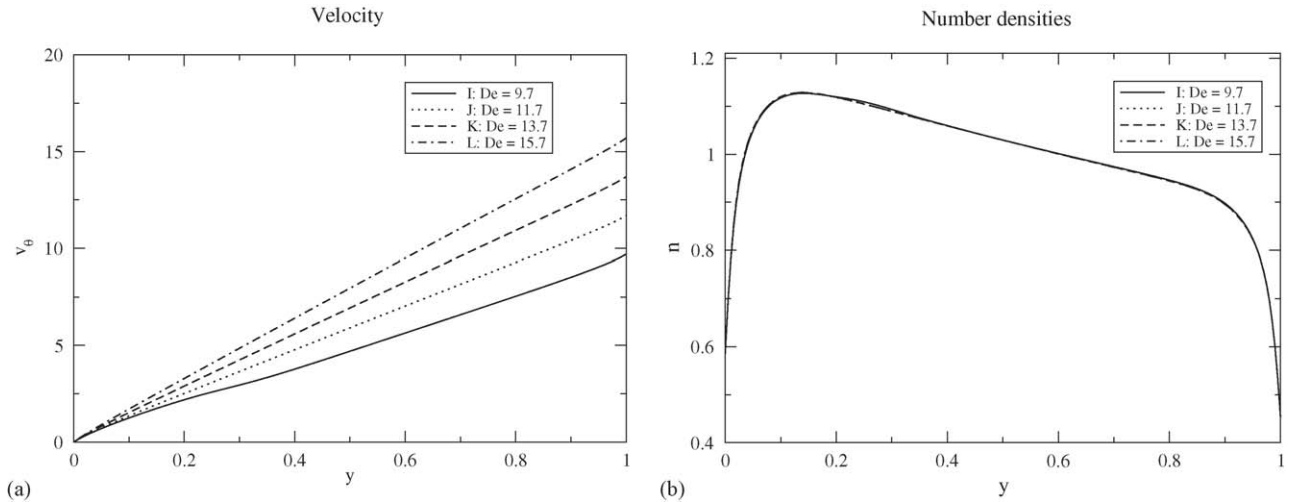 Velocity
20
15
10
5
0
v_θ
I: De = 9.7
J: De = 11.7
K: De = 13.7
L: De = 15.7
0 0.2 0.4 0.6 0.8 1
y
(a)
Number densities
1.2
1
0.8
0.6
0.4
n
I: De = 9.7
J: De = 11.7
K: De = 13.7
L: De = 15.7
0 0.2 0.4 0.6 0.8 1
y
(b)